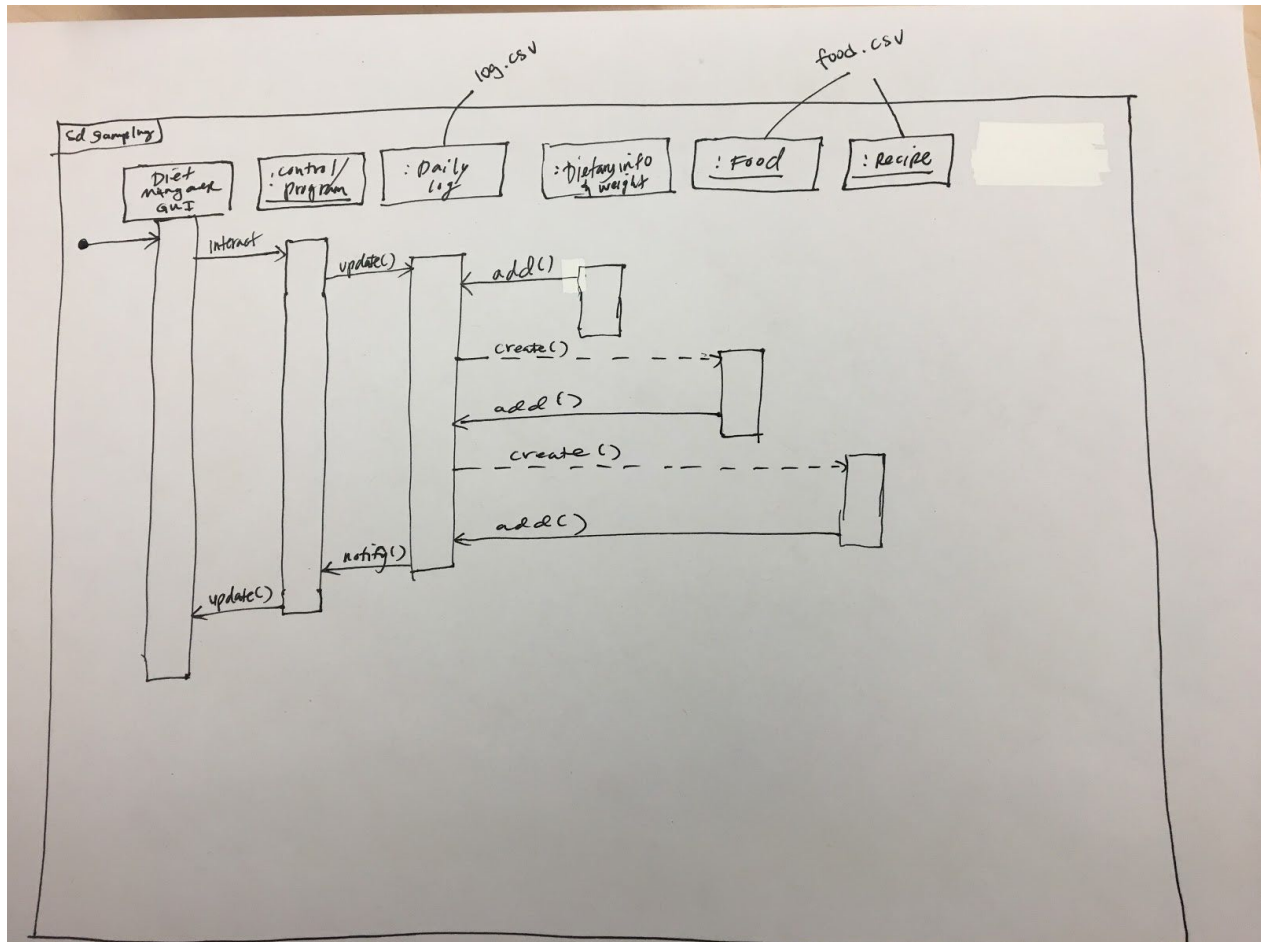 log.csv
food.csv
Sd Sampling
Diet
Manager
GUI
:control/
program
: Daily
log
:Dietary info
& weight
: Food
: Recipe
interact
update()
add()
create()
add()
create()
add()
notify()
update()